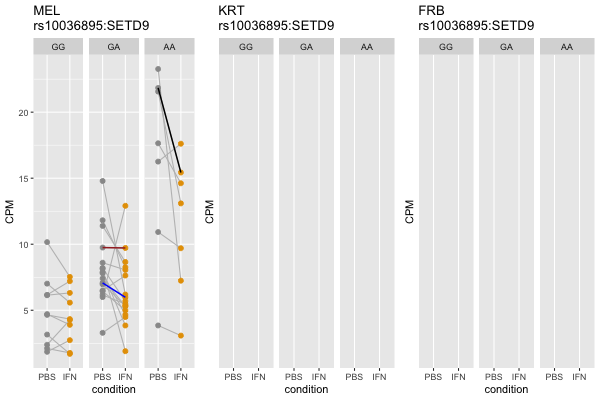 MEL
rs10036895:SETD9
GG GA AA
CPM
20
15
10
5
PBS IFN PBS IFN PBS IFN
condition
KRT
rs10036895:SETD9
GG GA AA
CPM
PBS IFN PBS IFN PBS IFN
condition
FRB
rs10036895:SETD9
GG GA AA
CPM
PBS IFN PBS IFN PBS IFN
condition